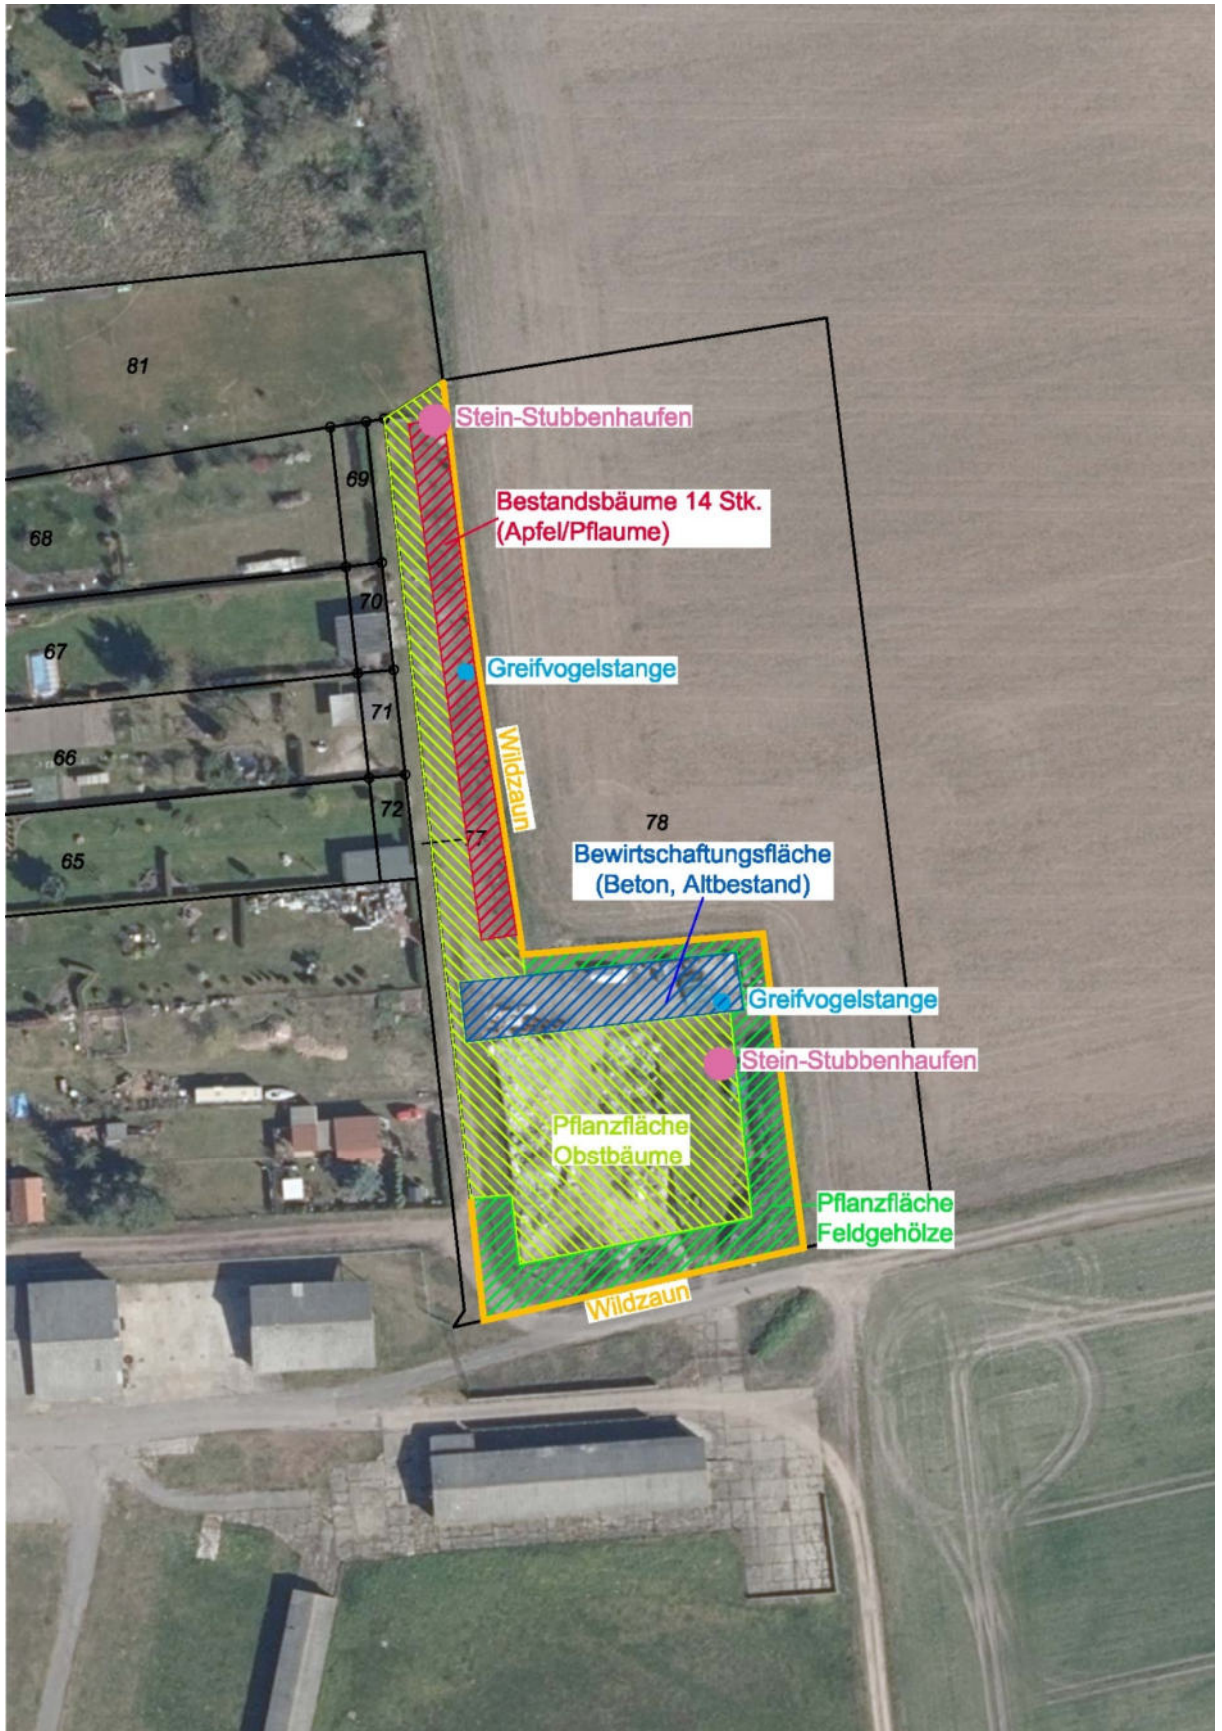 81
Stein-Stubbenhaufen
69
Bestandsbäume 14 Stk.
(Apfel/Pflaume)
68
70
67
Greifvogelstange
71
66
Wildzaun
72
77
78
65
Bewirtschaftungsfläche
(Beton, Altbestand)
Greifvogelstange
Stein-Stubbenhaufen
Pflanzfläche
Obstbäume
Pflanzfläche
Feldgehölze
Wildzaun